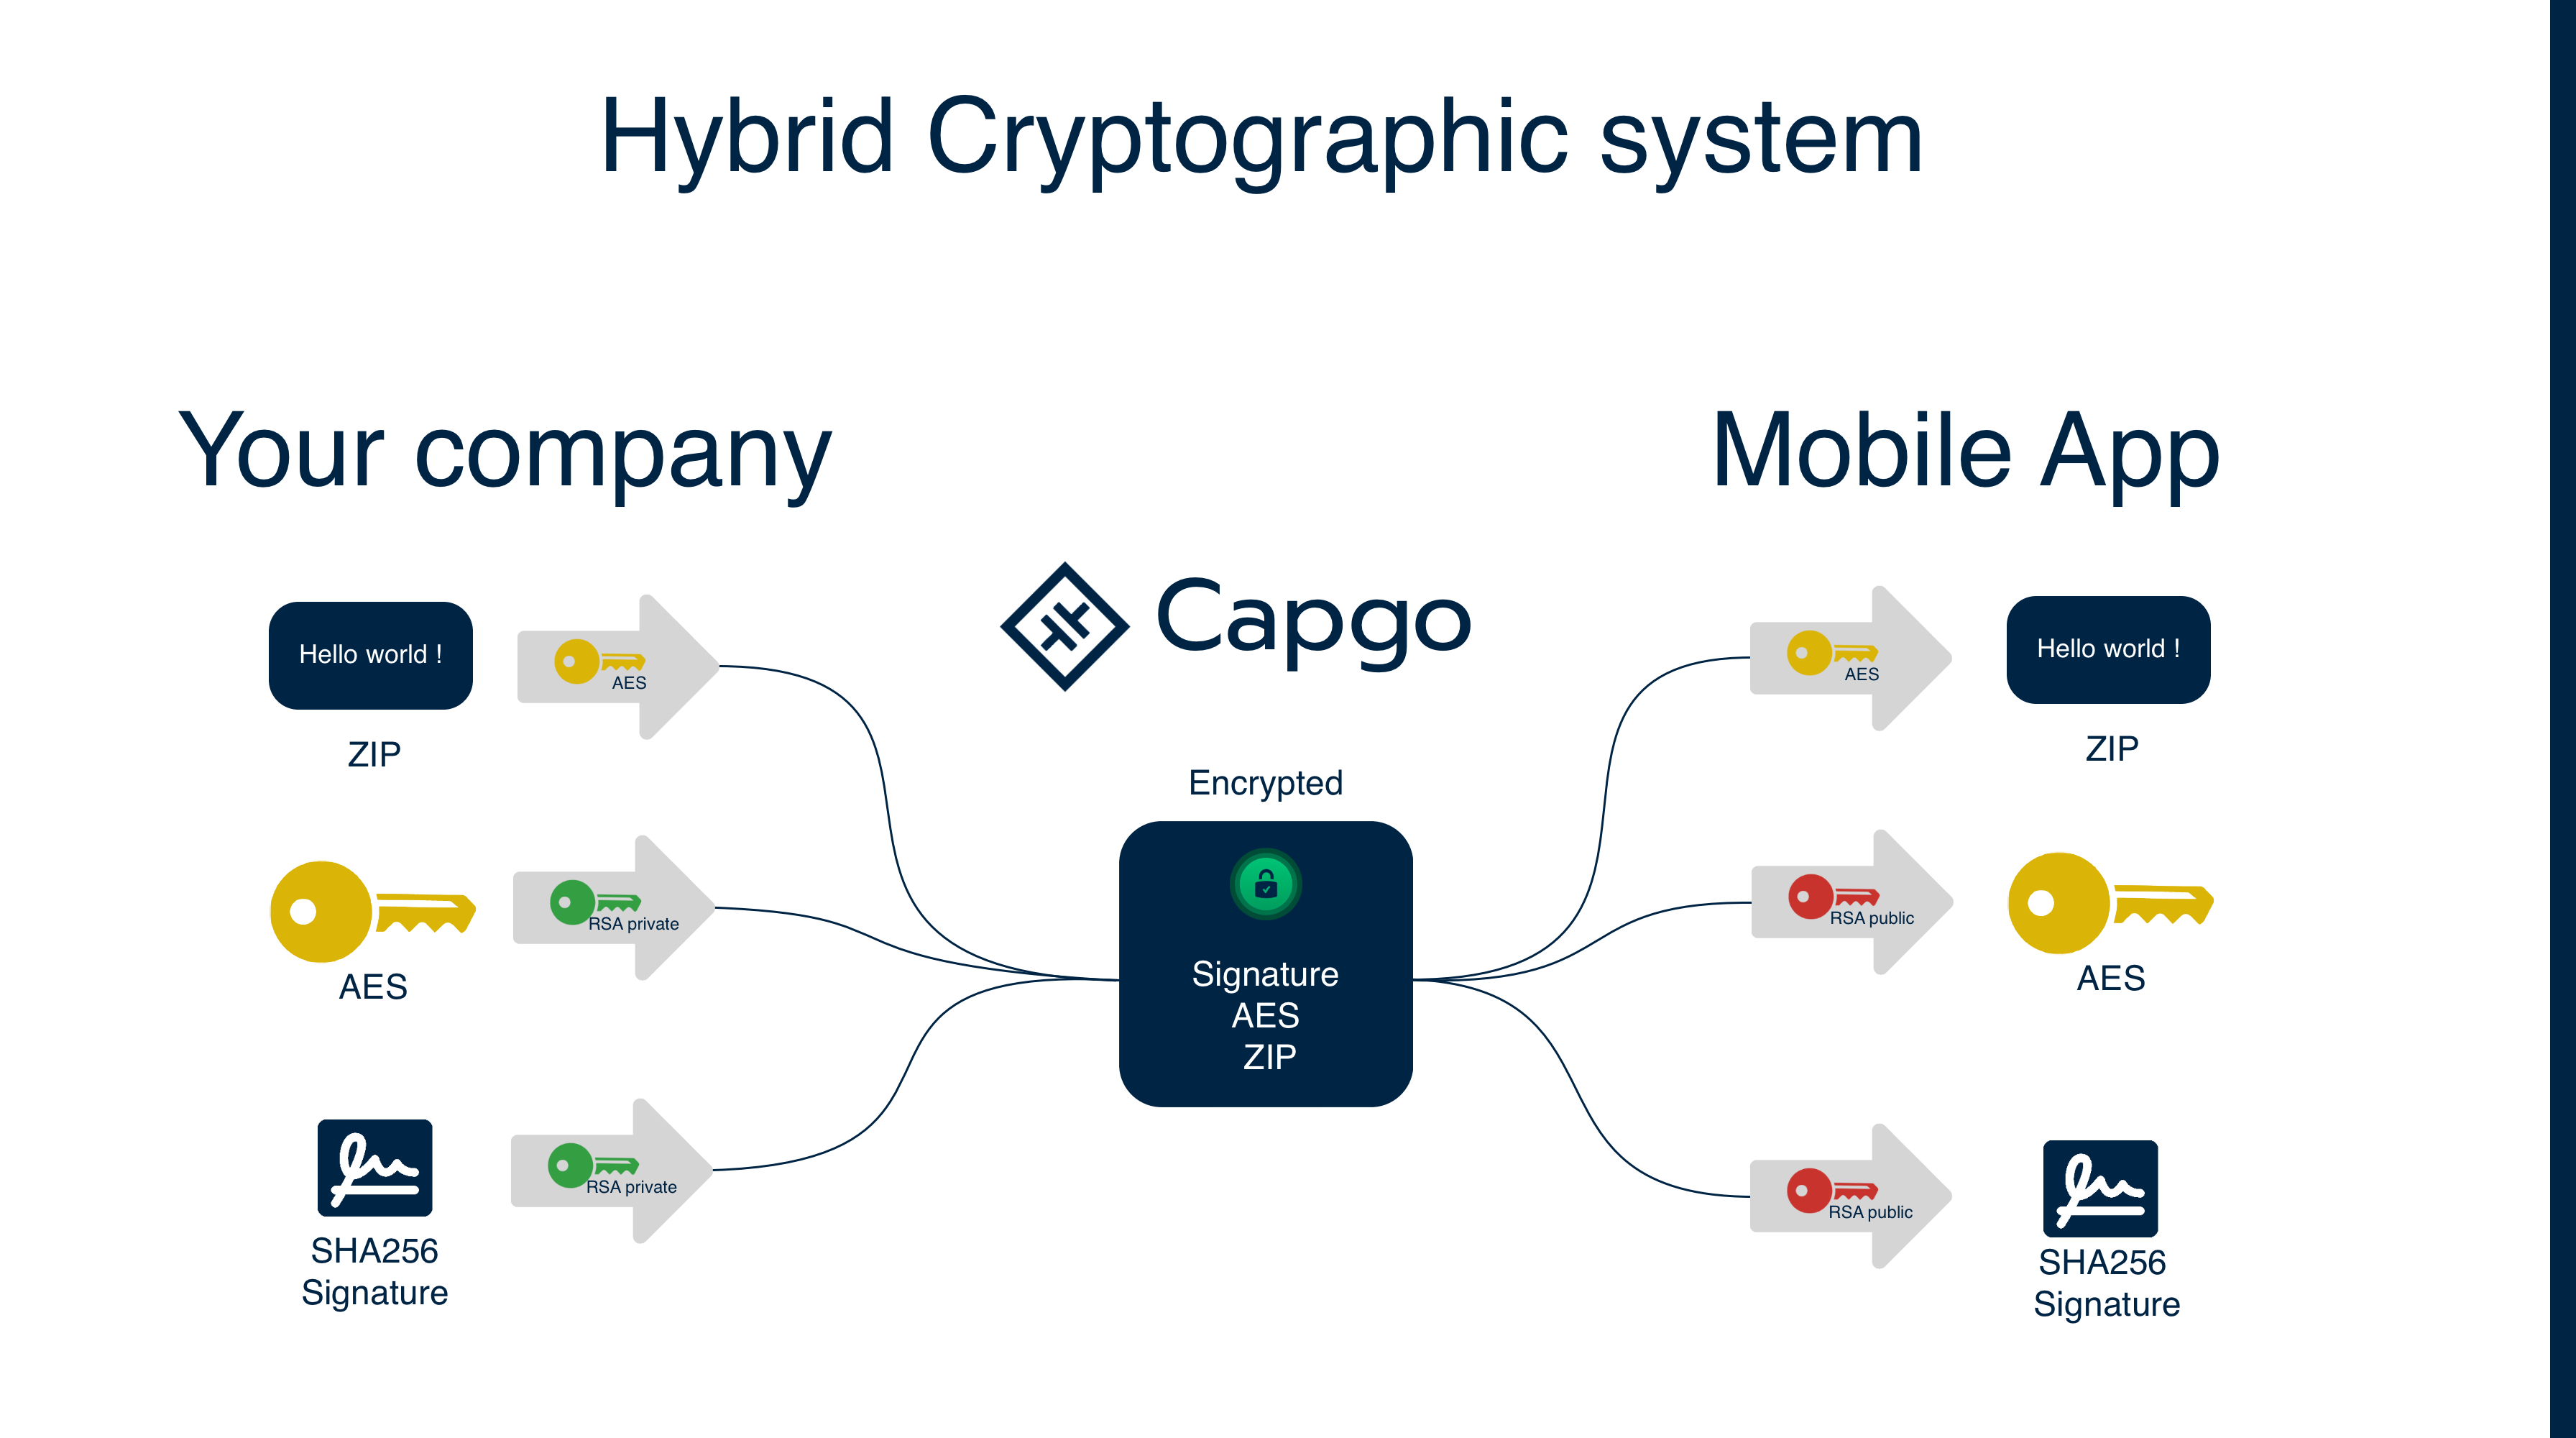 Hybrid Cryptographic system
Your company
Mobile App
Capgo
Hello world !
AES
ZIP
AES
Hello world !
ZIP
Encrypted
RSA private
AES
Signature
AES
ZIP
RSA public
AES
RSA private
SHA256
Signature
RSA public
SHA256
Signature